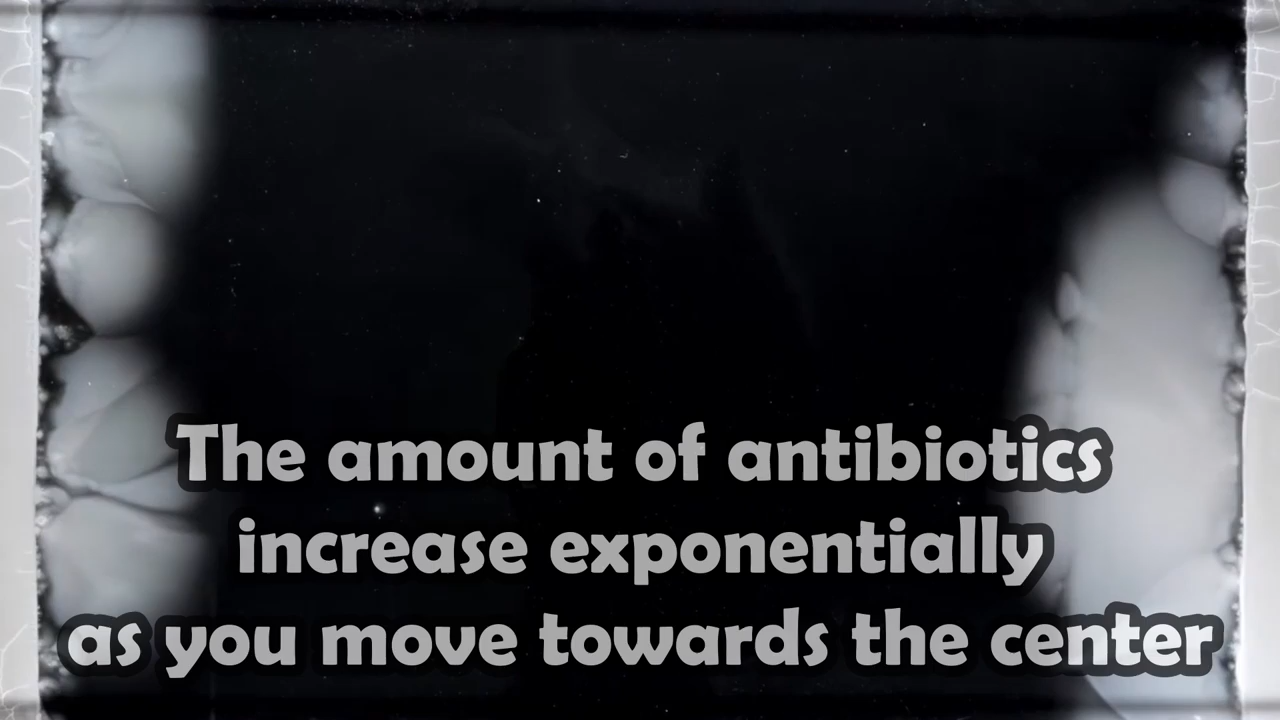 The amount of antibiotics
increase exponentially
as you move towards the center